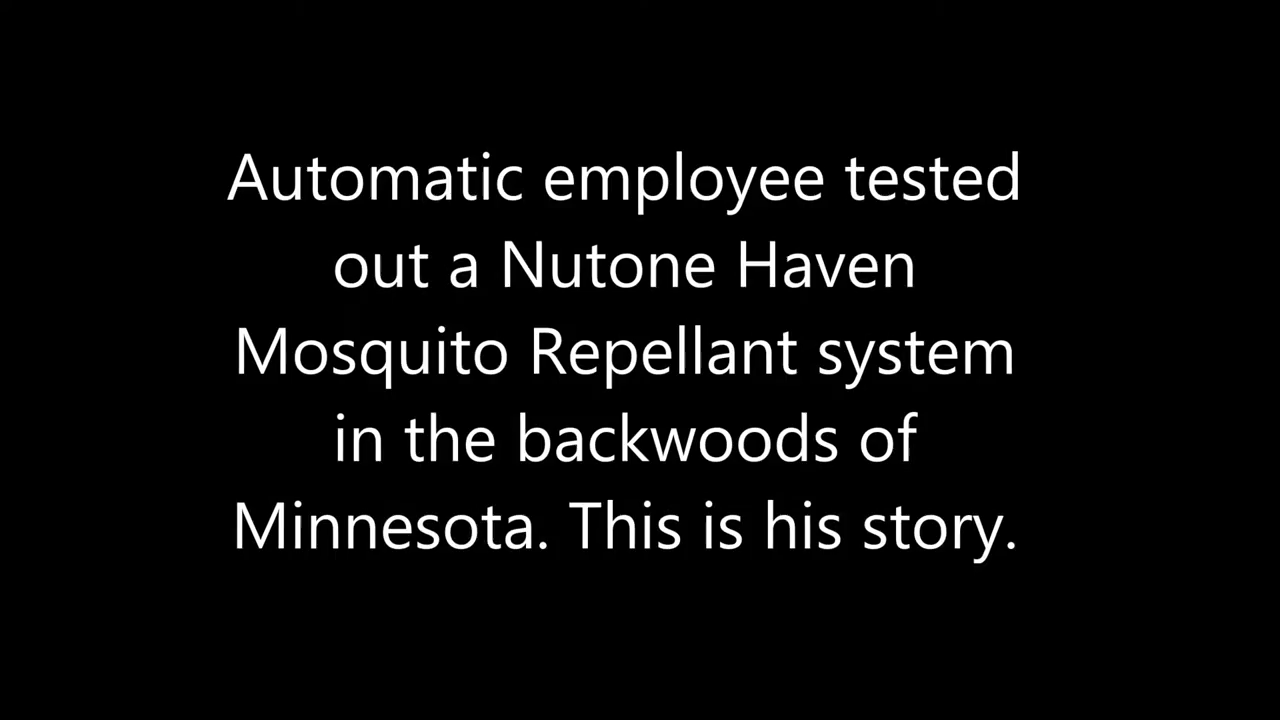 Automatic employee tested
out a Nutone Haven
Mosquito Repellant system
in the backwoods of
Minnesota. This is his story.